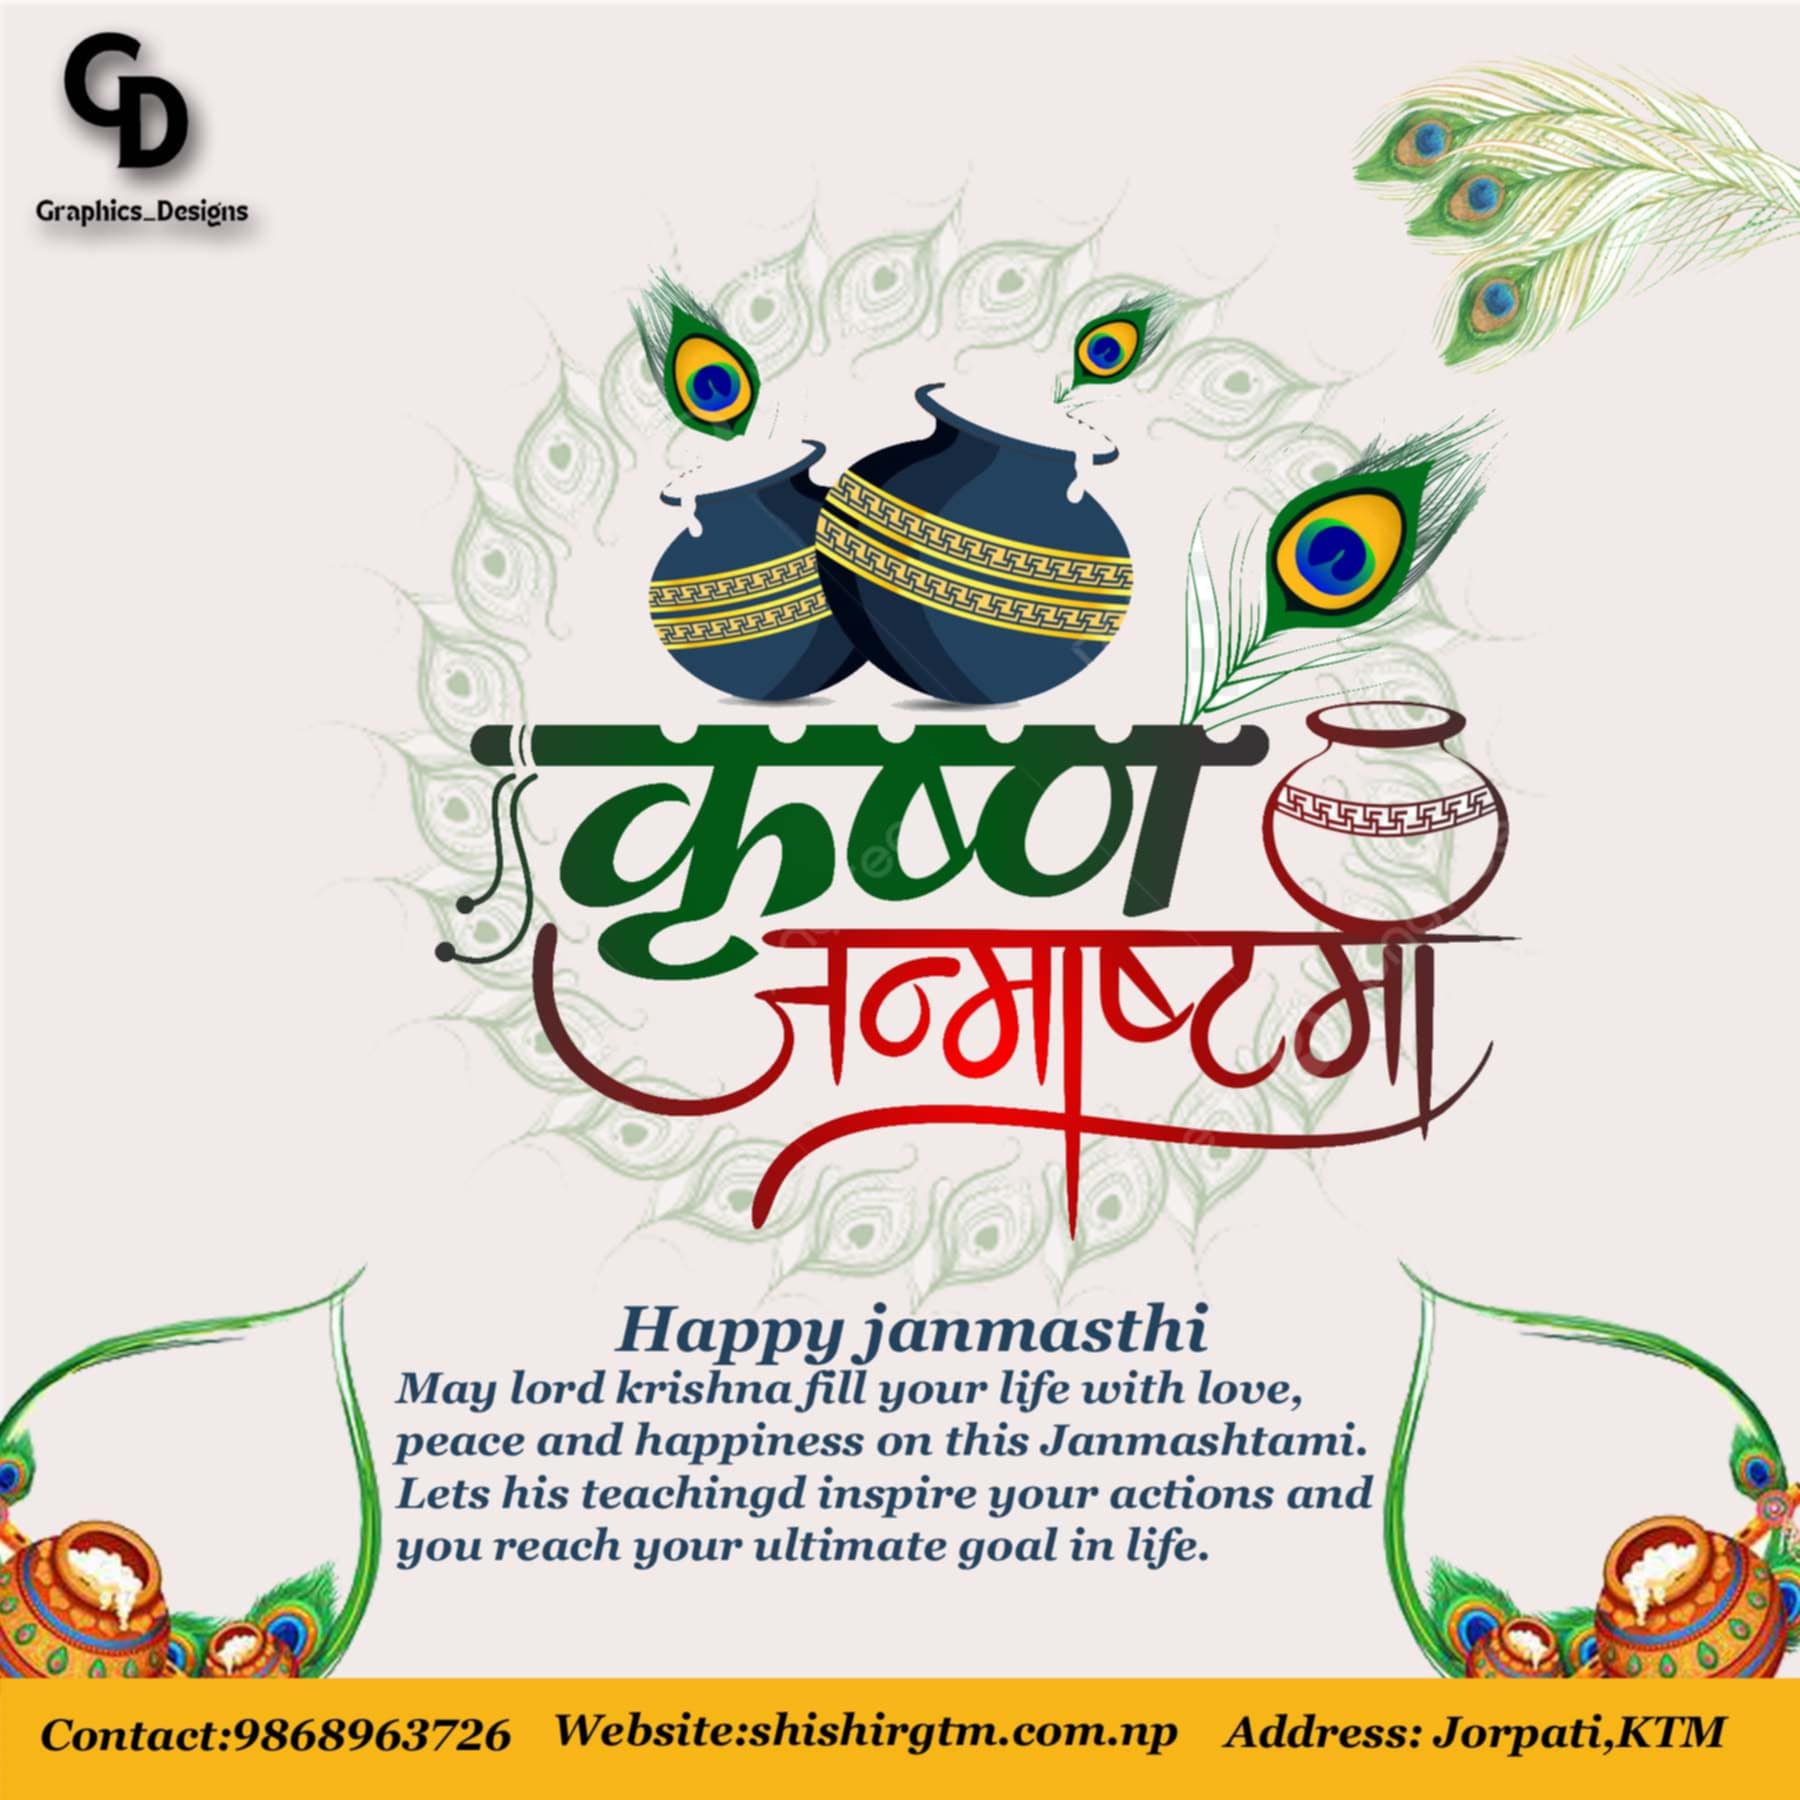 GD
Graphics_Designs
कृष्ण
जन्माष्टमी
Happy janmasthi
May lord krishna fill your life with love,
peace and happiness on this Janmashtami.
Lets his teachingd inspire your actions and
you reach your ultimate goal in life.
Contact:9868963726 Website:shishirgtm.com.np Address: Jorpati,KTM